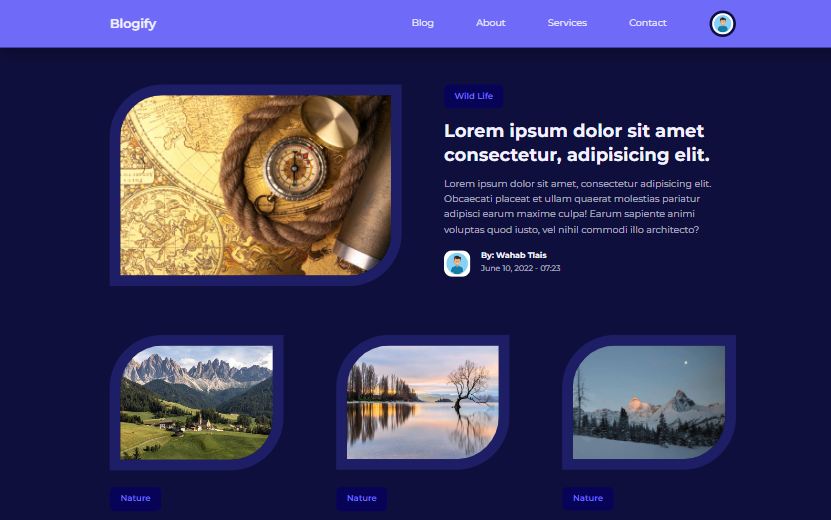 Blogify
Blog
About
Services
Contact
Wild Life
Lorem ipsum dolor sit amet
consectetur, adipisicing elit.
Lorem ipsum dolor sit amet, consectetur adipisicing elit.
Obcaecati placeat et ullam quaerat molestias pariatur
adipisci earum maxime culpa! Earum sapiente animi
voluptas quod iusto, vel nihil commodi illo architecto?
By: Wahab Tlais
June 10, 2022 - 07:23
Nature
Nature
Nature